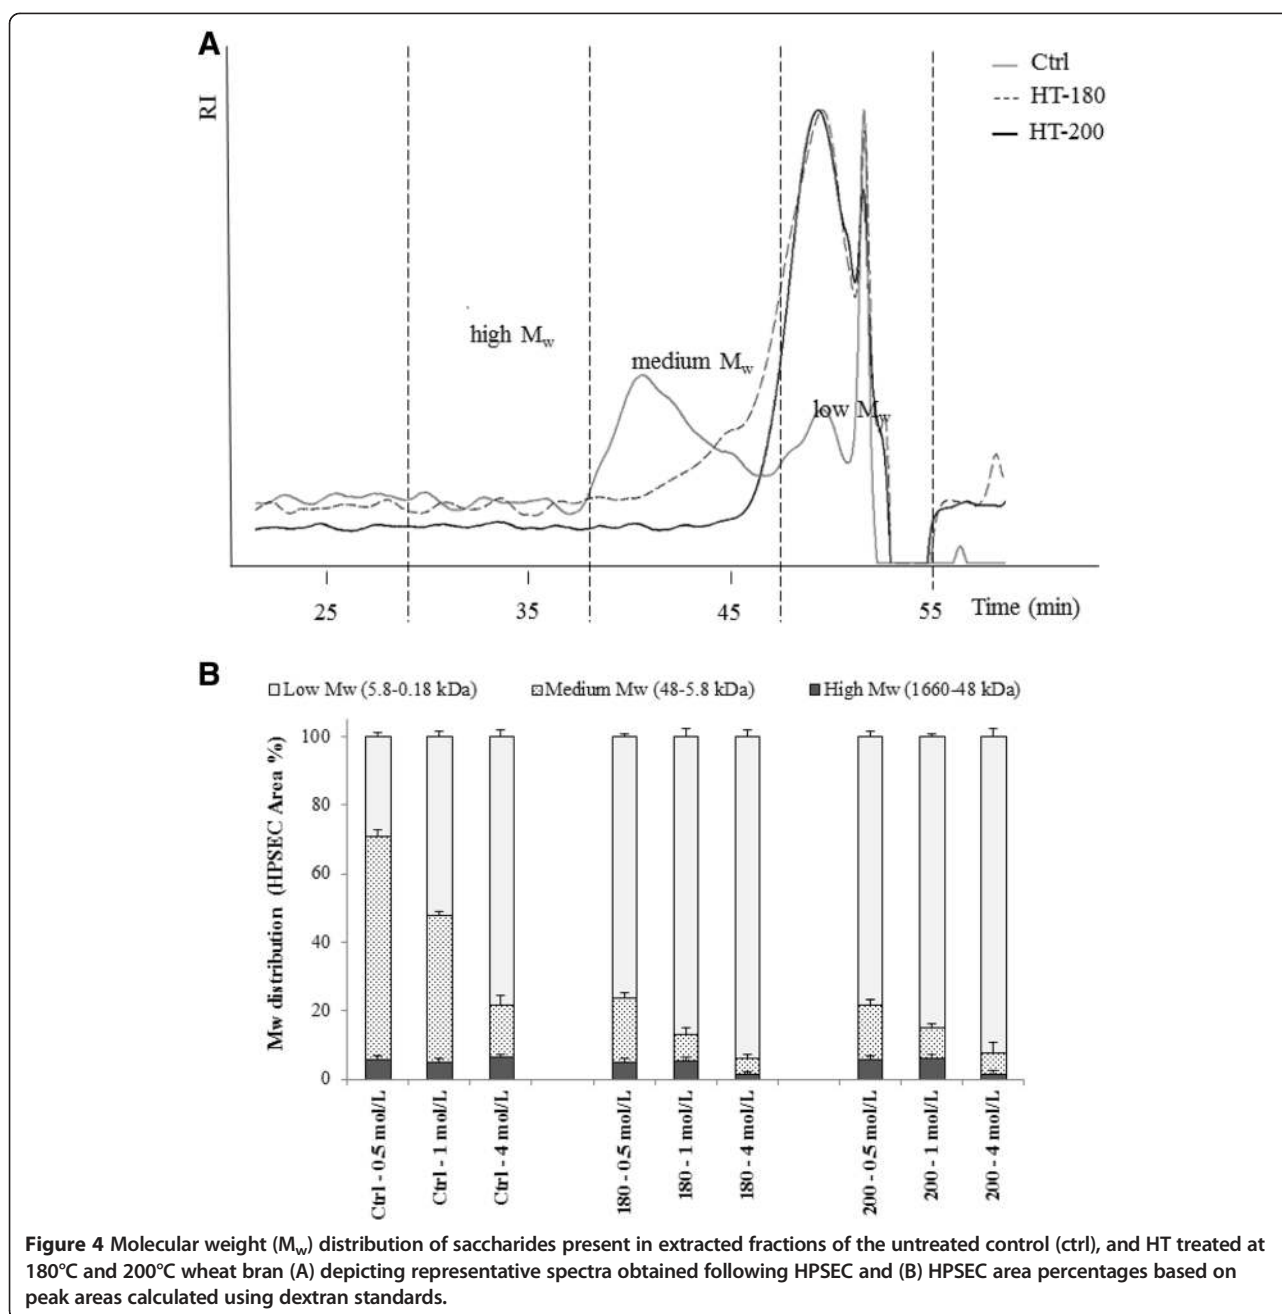 A
RI
Ctrl
HT-180
HT-200
high Mw
medium Mw
low Mw
25 35 45 55 Time (min)
B
Low Mw (5.8-0.18 kDa) Medium Mw (48-5.8 kDa) High Mw (1660-48 kDa)
Mw distribution (HPSEC Area %)
100
80
60
40
20
0
Ctrl - 0.5 mol/L
Ctrl - 1 mol/L
Ctrl - 4 mol/L
180 - 0.5 mol/L
180 - 1 mol/L
180 - 4 mol/L
200 - 0.5 mol/L
200 - 1 mol/L
200 - 4 mol/L
Figure 4 Molecular weight (Mw) distribution of saccharides present in extracted fractions of the untreated control (ctrl), and HT treated at
180°C and 200°C wheat bran (A) depicting representative spectra obtained following HPSEC and (B) HPSEC area percentages based on
peak areas calculated using dextran standards.